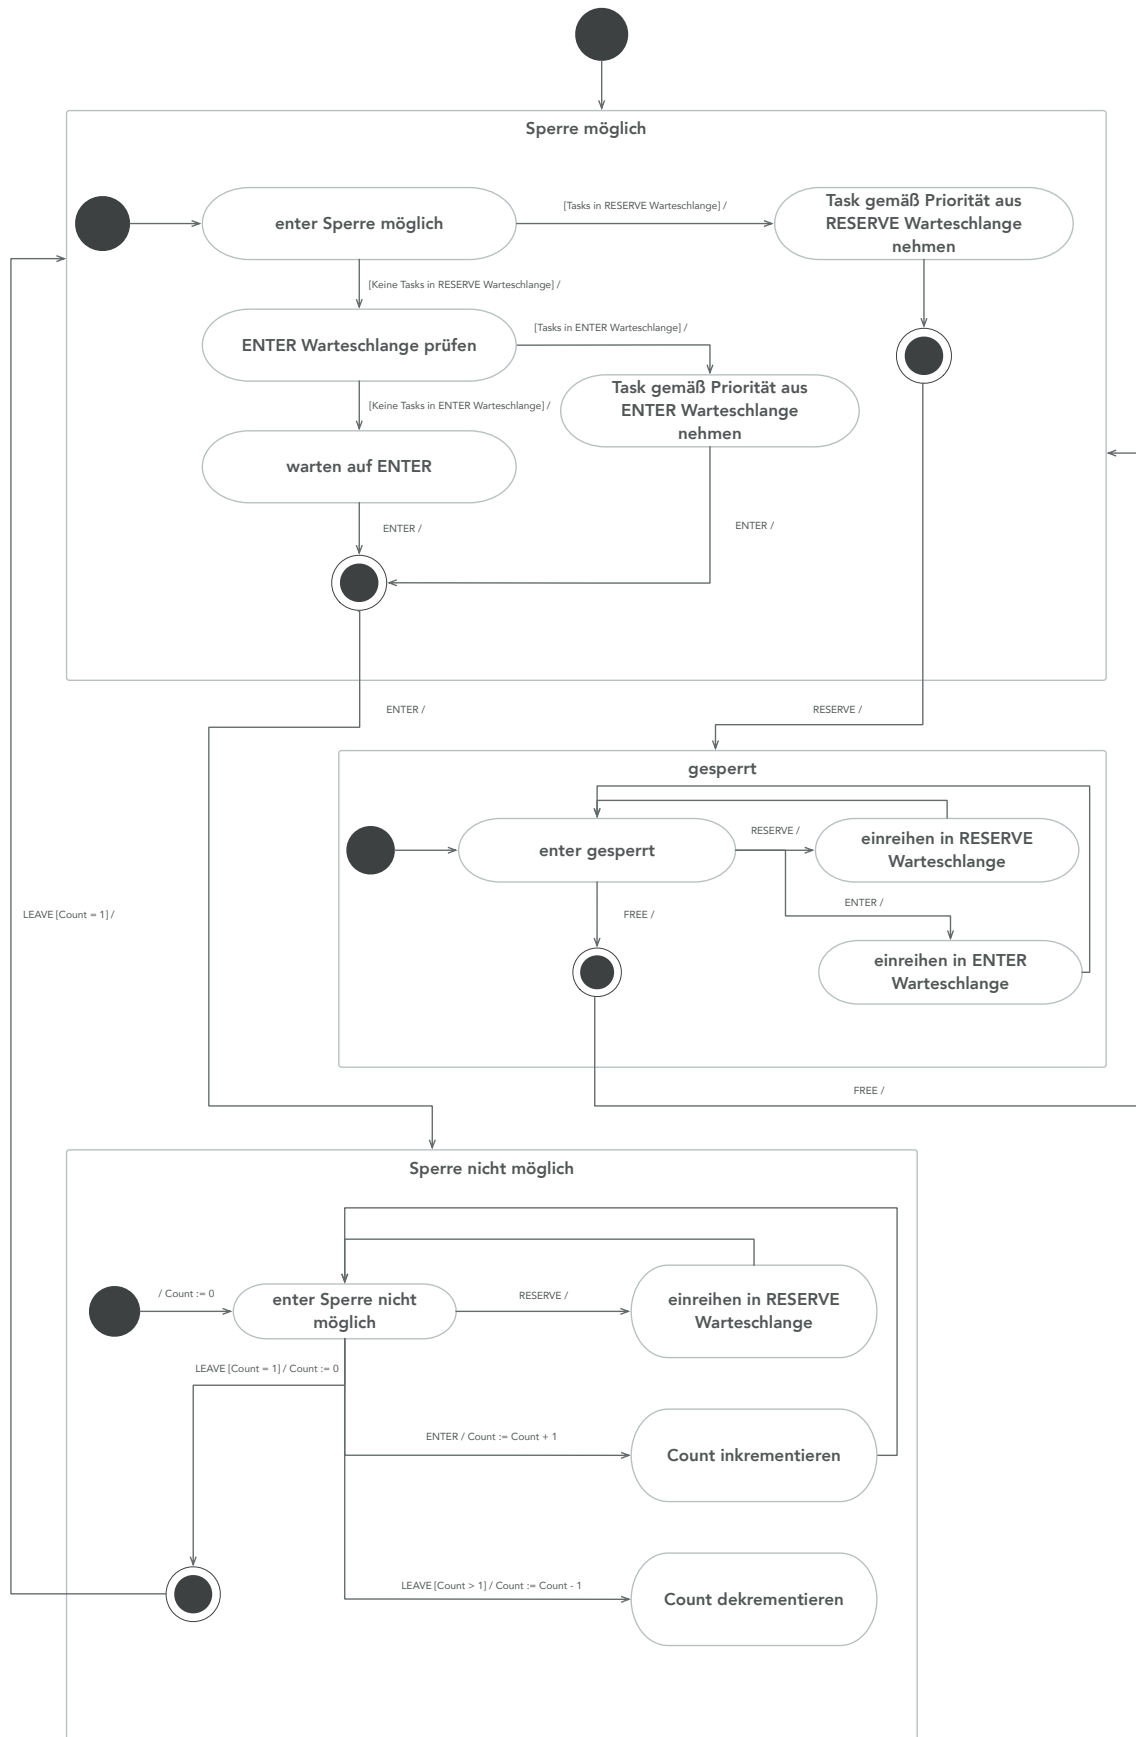 Sperre möglich
enter Sperre möglich
[Tasks in RESERVE Warteschlange] /
Task gemäß Priorität aus
RESERVE Warteschlange
nehmen
[Keine Tasks in RESERVE Warteschlange] /
ENTER Warteschlange prüfen
[Tasks in ENTER Warteschlange] /
Task gemäß Priorität aus
ENTER Warteschlange
nehmen
[Keine Tasks in ENTER Warteschlange] /
warten auf ENTER
ENTER /
ENTER /
ENTER /
RESERVE /
gesperrt
enter gesperrt
RESERVE /
einreihen in RESERVE
Warteschlange
ENTER /
FREE /
einreihen in ENTER
Warteschlange
LEAVE [Count = 1] /
FREE /
Sperre nicht möglich
/ Count := 0
enter Sperre nicht
möglich
RESERVE /
einreihen in RESERVE
Warteschlange
LEAVE [Count = 1] / Count := 0
ENTER / Count := Count + 1
Count inkrementieren
LEAVE [Count > 1] / Count := Count - 1
Count dekrementieren